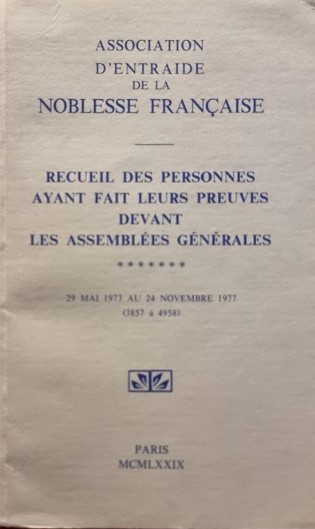 ASSOCIATION
D'ENTRAIDE
DE LA
NOBLESSE FRANÇAISE
RECUEIL DES PERSONNES
AYANT FAIT LEURS PREUVES
DEVANT
LES ASSEMBLÉES GÉNÉRALES
*******
29 MAI 1973 AU 24 NOVEMBRE 1977
(3857 à 4958)
PARIS
MCMLXXIX